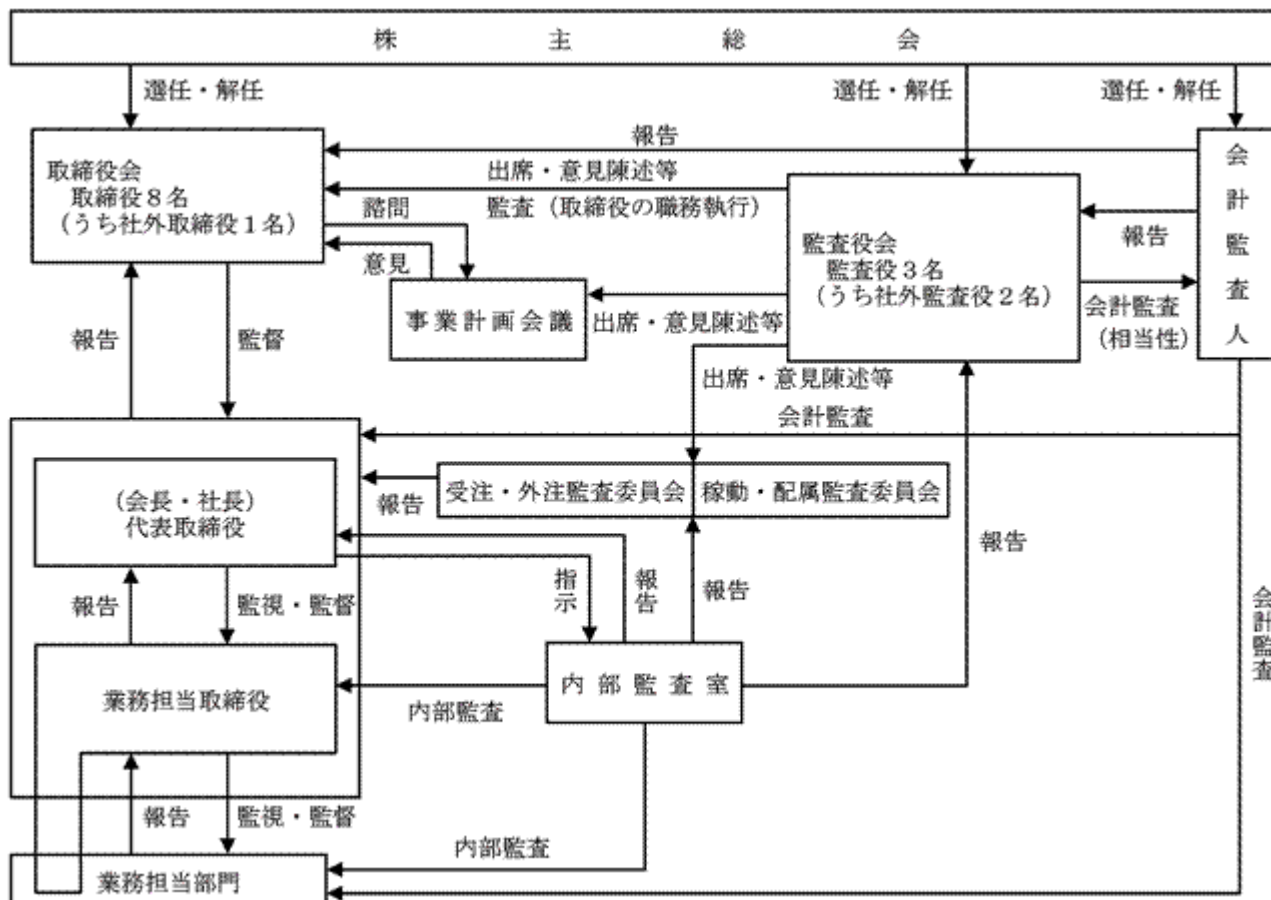 株主総会
選任・解任
選任・解任
選任・解任
報告
取締役会
取締役8名
(うち社外取締役1名)
出席・意見陳述等
監査(取締役の職務執行)
諮問
意見
監査役会
監査役3名
(うち社外監査役2名)
報告
会計監査人
会計監査
(相当性)
事業計画会議
出席・意見陳述等
報告
監督
出席・意見陳述等
会計監査
(会長・社長)
代表取締役
報告
受注・外注監査委員会
稼動・配属監査委員会
報告
報告
監視・監督
指示
報告
報告
会計監査
業務担当取締役
内部監査室
内部監査
報告
監視・監督
内部監査
業務担当部門